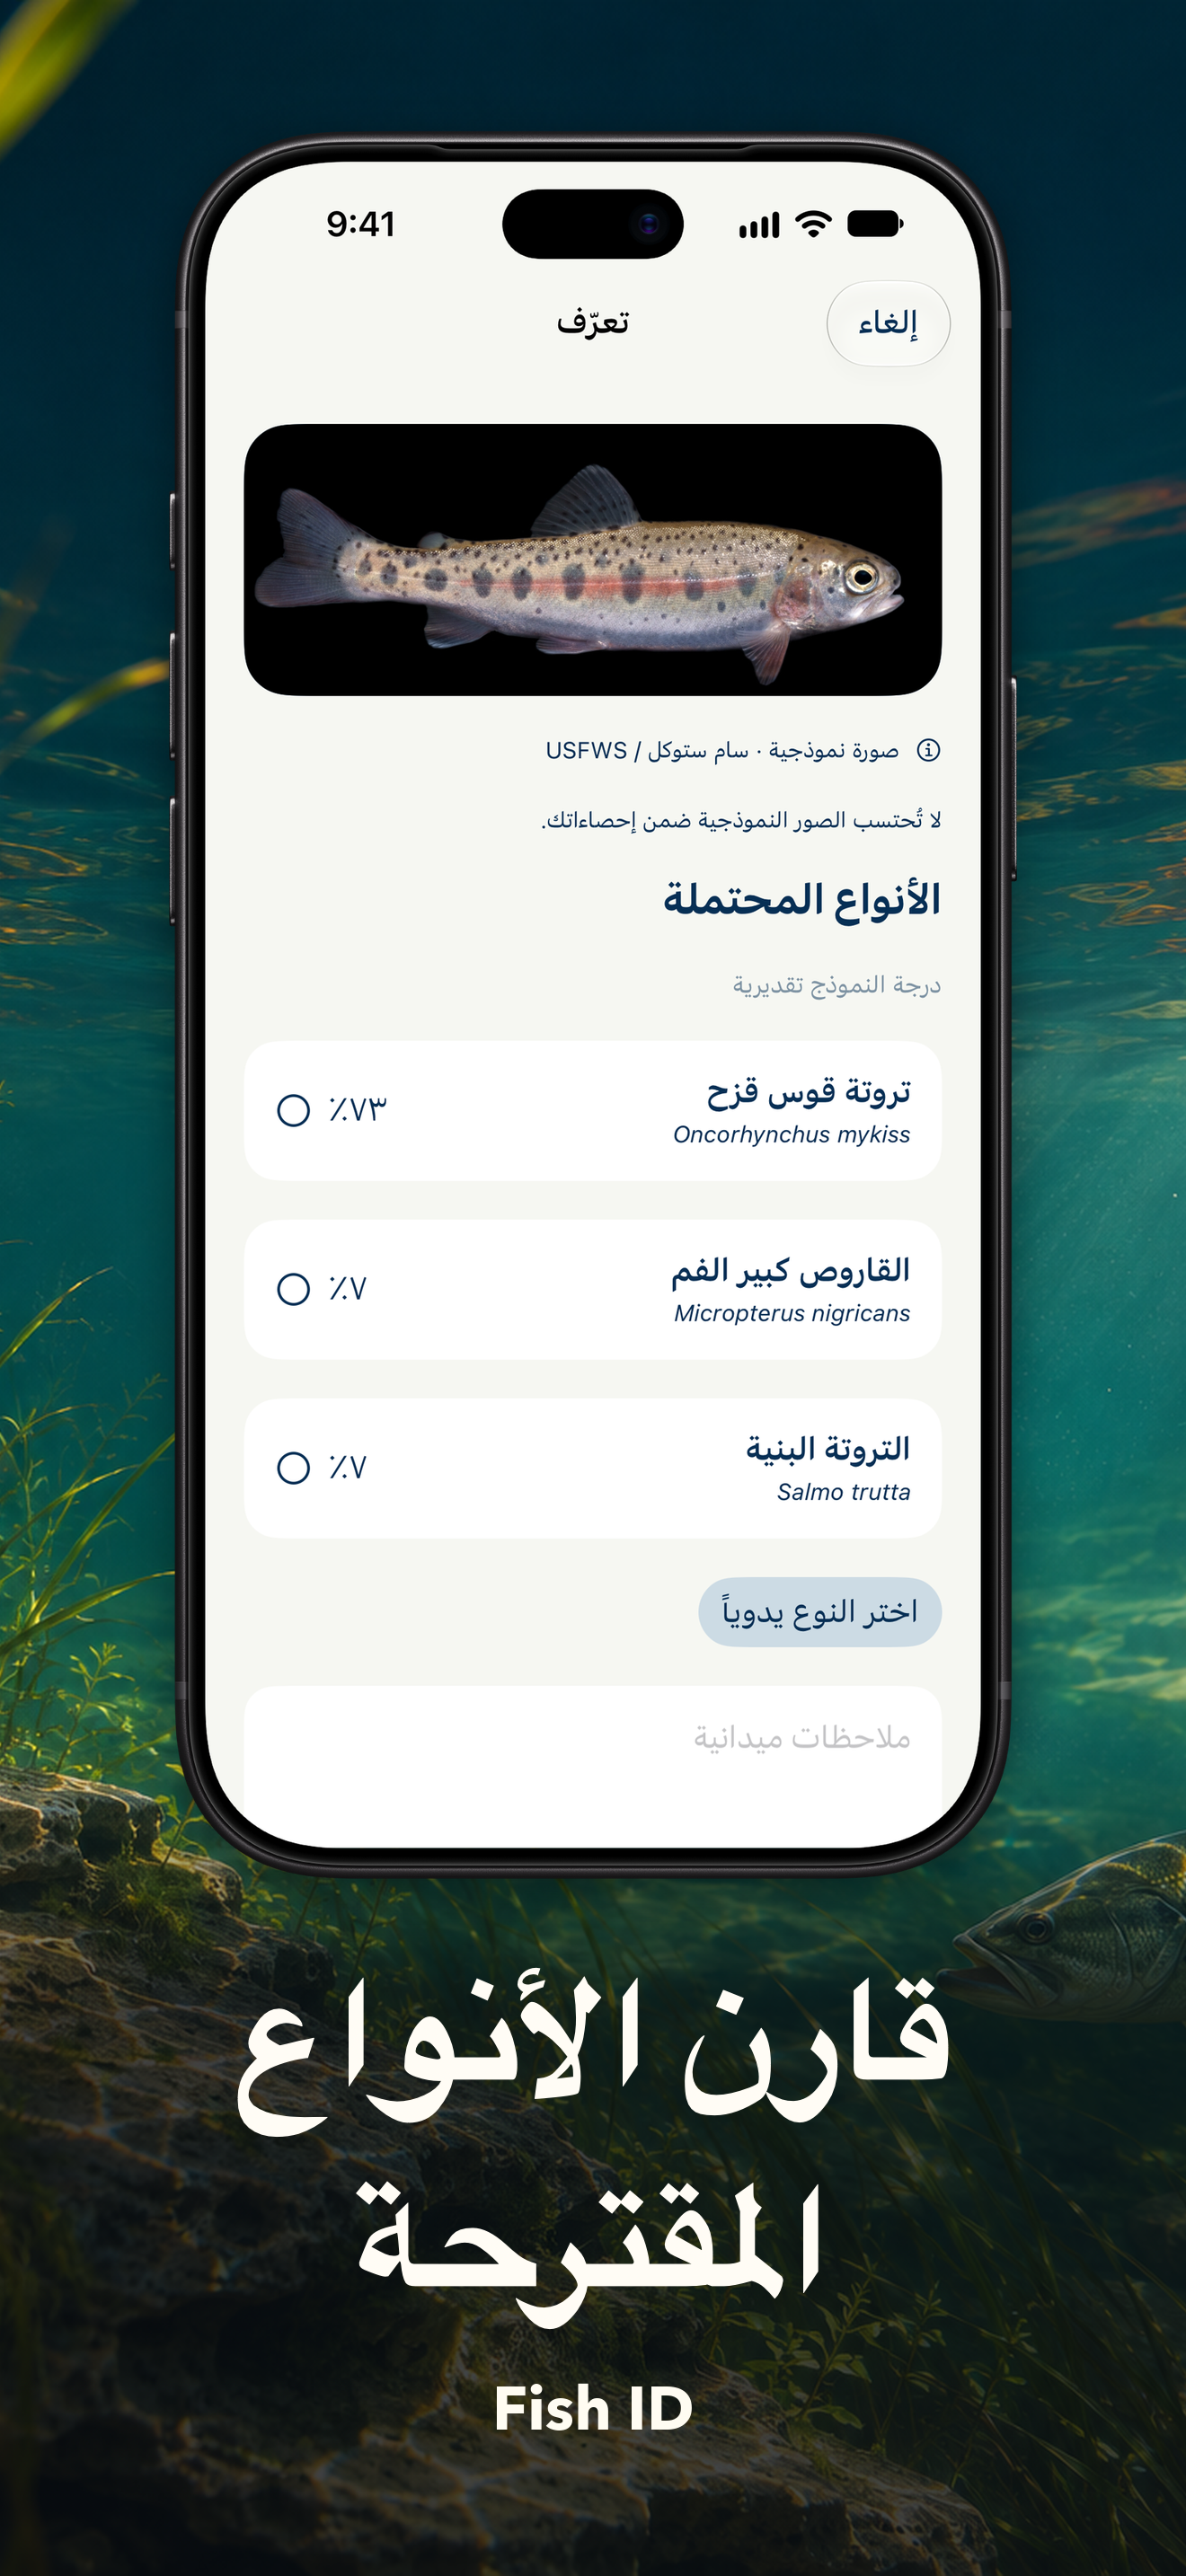 9:41
إلغاء
تعرّف
صورة نموذجية · سام ستوكل / USFWS
لا تُحتسب الصور النموذجية ضمن إحصاءاتك.
الأنواع المحتملة
درجة النموذج تقديرية
تروتة قوس قزح
Oncorhynchus mykiss
٧٣٪
القاروص كبير الفم
Micropterus nigricans
٧٪
التروتة البنية
Salmo trutta
٧٪
اختر النوع يدوياً
ملاحظات ميدانية
قارن الأنواع
المقترحة
Fish ID